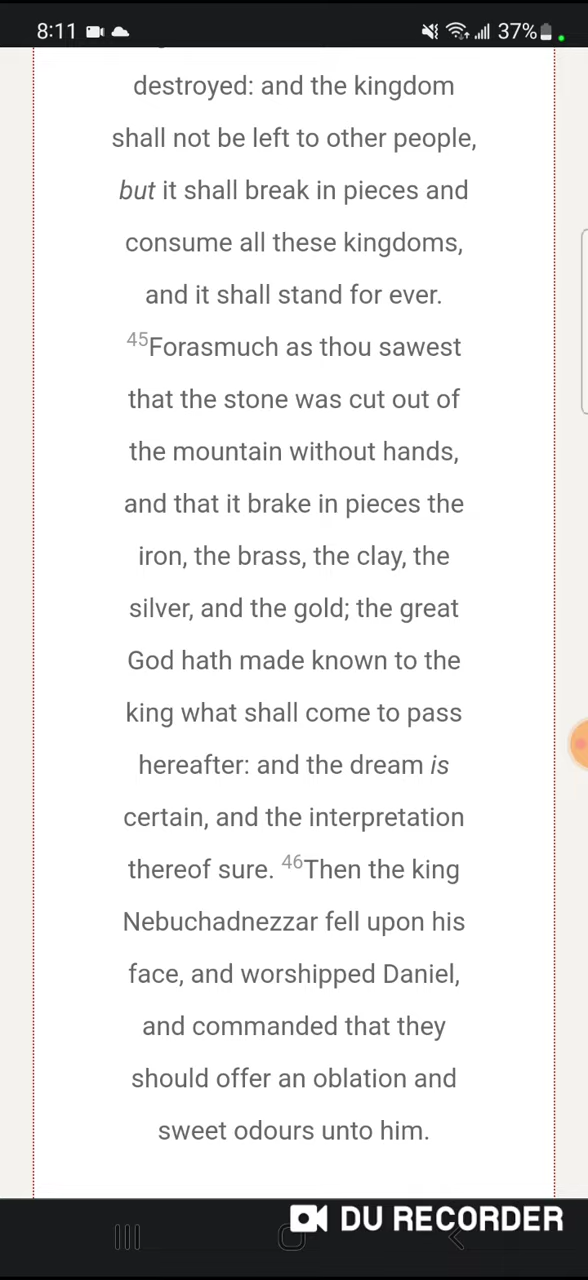 8:11 37%
destroyed: and the kingdom
shall not be left to other people,
but it shall break in pieces and
consume all these kingdoms,
and it shall stand for ever.
45Forasmuch as thou sawest
that the stone was cut out of
the mountain without hands,
and that it brake in pieces the
iron, the brass, the clay, the
silver, and the gold; the great
God hath made known to the
king what shall come to pass
hereafter: and the dream is
certain, and the interpretation
thereof sure. 46Then the king
Nebuchadnezzar fell upon his
face, and worshipped Daniel,
and commanded that they
should offer an oblation and
sweet odours unto him.
DU RECORDER